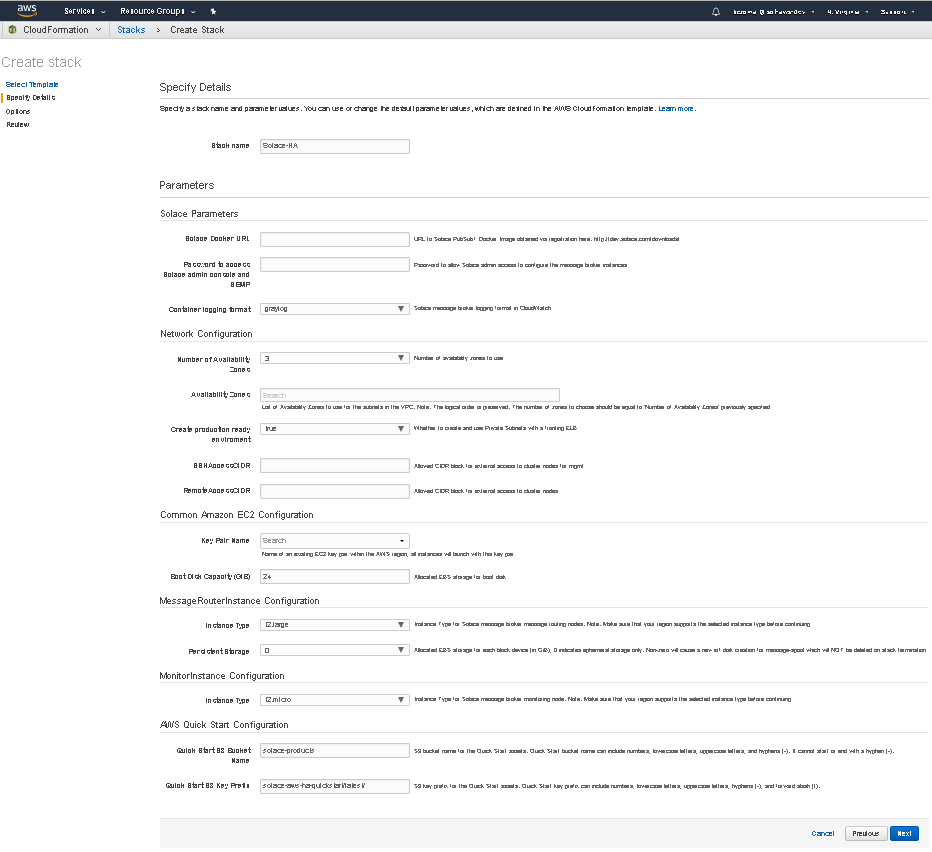 aws
Services
Resource Groups
N. Virginia
Support
CloudFormation
Stacks
Create Stack
Create stack
Select Template
Specify Details
Options
Review
Specify Details
Specify a stack name and parameter values. You can use or change the default parameter values, which are defined in the AWS CloudFormation template. Learn more.
Stack name
Solace-HA
Parameters
Solace Parameters
Solace Docker URL
URL to Solace PubSub+ Docker image obtained via registration here. http://dev.solace.com/downloads/
Password to access
Solace admin console and
SEMP
Password to allow Solace admin access to configure the message broker instances
Container logging format
graylog
Solace message broker logging format in CloudWatch
Network Configuration
Number of Availability
Zones
3
Number of availability zones to use
Availability Zones
Search
List of Availability Zones to use for the subnets in the VPC. Note: The logical order is preserved. The number of zones to choose should be equal to 'Number of Availability Zones' previously specified
Create production ready
enviroment
true
Whether to create and use Private Subnets with a fronting ELB
SSHAccessCIDR
Allowed CIDR block for external access to cluster nodes for mgmt
RemoteAccessCIDR
Allowed CIDR block for external access to cluster nodes
Common Amazon EC2 Configuration
Key Pair Name
Search
Name of an existing EC2 key pair within the AWS region, all instances will launch with this key pair
Boot Disk Capacity (GiB)
24
Allocated EBS storage for boot disk
MessageRouterInstance Configuration
Instance Type
t2.large
Instance Type for Solace message broker message routing nodes. Note: Make sure that your region supports the selected instance type before continuing
Persistent Storage
0
Allocated EBS storage for each block device (in GiB), 0 indicates ephemeral storage only. Non-zero will cause a new io1 disk creation for message-spool which will NOT be deleted on stack termination
MonitorInstance Configuration
Instance Type
t2.micro
Instance Type for Solace message broker monitoring node. Note: Make sure that your region supports the selected instance type before continuing
AWS Quick Start Configuration
Quick Start S3 Bucket
Name
solace-products
S3 bucket name for the Quick Start assets. Quick Start bucket name can include numbers, lowercase letters, uppercase letters, and hyphens (-). It cannot start or end with a hyphen (-).
Quick Start S3 Key Prefix
solace-aws-ha-quickstart/latest/
S3 key prefix for the Quick Start assets. Quick Start key prefix can include numbers, lowercase letters, uppercase letters, hyphens (-), and forward slash (/).
Cancel
Previous
Next